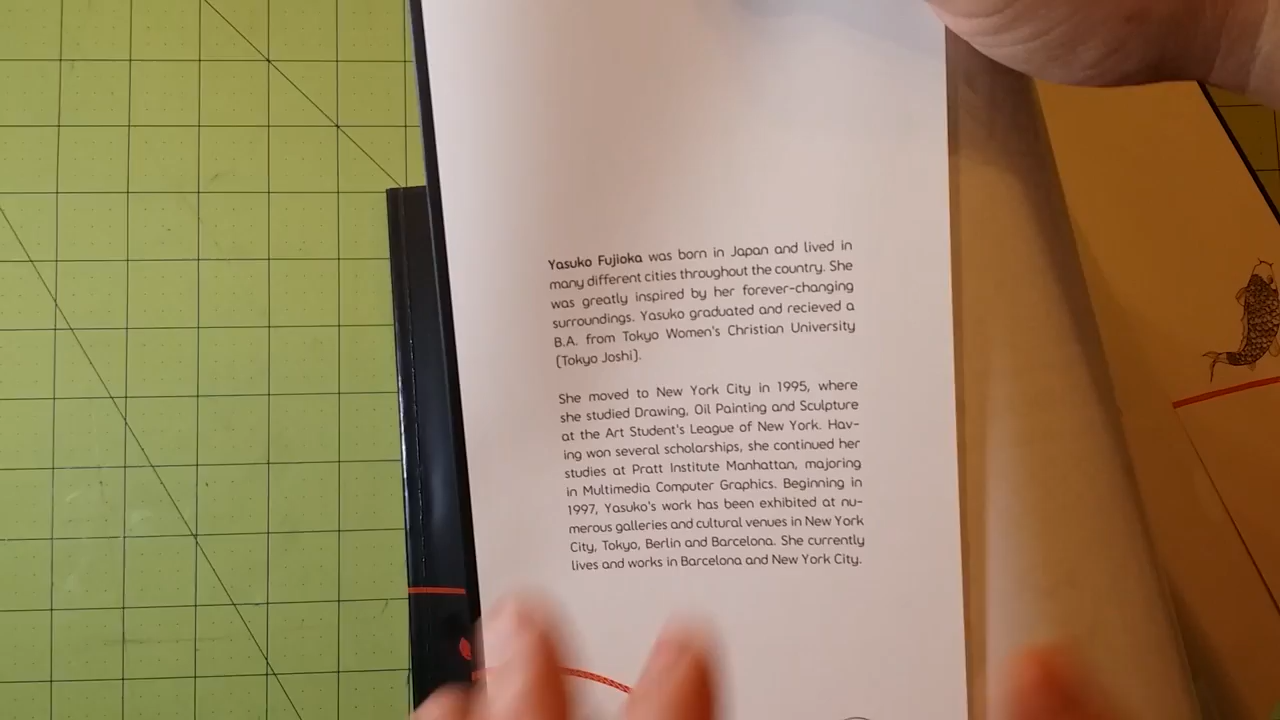 Yasuko Fujioka was born in Japan and lived in
many different cities throughout the country. She
was greatly inspired by her forever-changing
surroundings. Yasuko graduated and recieved a
B.A. from Tokyo Women's Christian University
(Tokyo Joshi).
She moved to New York City in 1995, where
she studied Drawing, Oil Painting and Sculpture
at the Art Student's League of New York. Hav-
ing won several scholarships, she continued her
studies at Pratt Institute Manhattan, majoring
in Multimedia Computer Graphics. Beginning in
1997, Yasuko's work has been exhibited at nu-
merous galleries and cultural venues in New York
City, Tokyo, Berlin and Barcelona. She currently
lives and works in Barcelona and New York City.